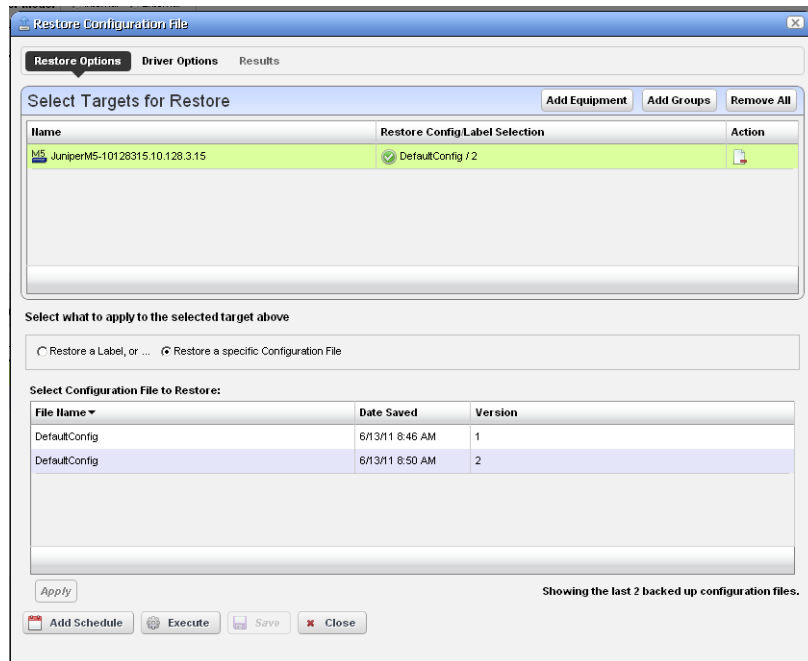 Restore Configuration File
Restore Options Driver Options Results
Select Targets for Restore Add Equipment Add Groups Remove All
Name Restore Config/Label Selection Action
M5 JuniperM5-10128315.10.128.3.15 DefaultConfig / 2
Select what to apply to the selected target above
Restore a Label, or ... Restore a specific Configuration File
Select Configuration File to Restore:
File Name Date Saved Version
DefaultConfig 6/13/11 8:46 AM 1
DefaultConfig 6/13/11 8:50 AM 2
Apply Showing the last 2 backed up configuration files.
Add Schedule Execute Save Close